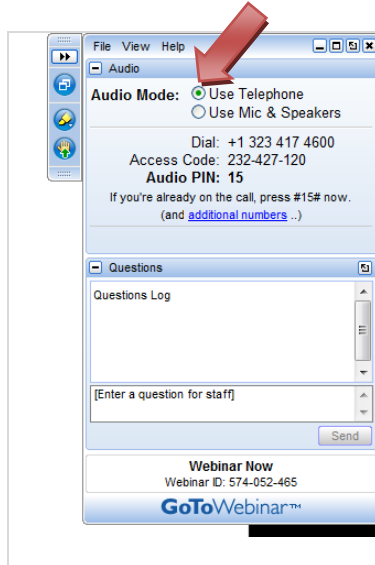 File View Help
Audio
Audio Mode: Use Telephone
Use Mic & Speakers
Dial: +1 323 417 4600
Access Code: 232-427-120
Audio PIN: 15
If you're already on the call, press #15# now.
(and additional numbers ..)
Questions
Questions Log
[Enter a question for staff]
Send
Webinar Now
Webinar ID: 574-052-465
GoToWebinar™